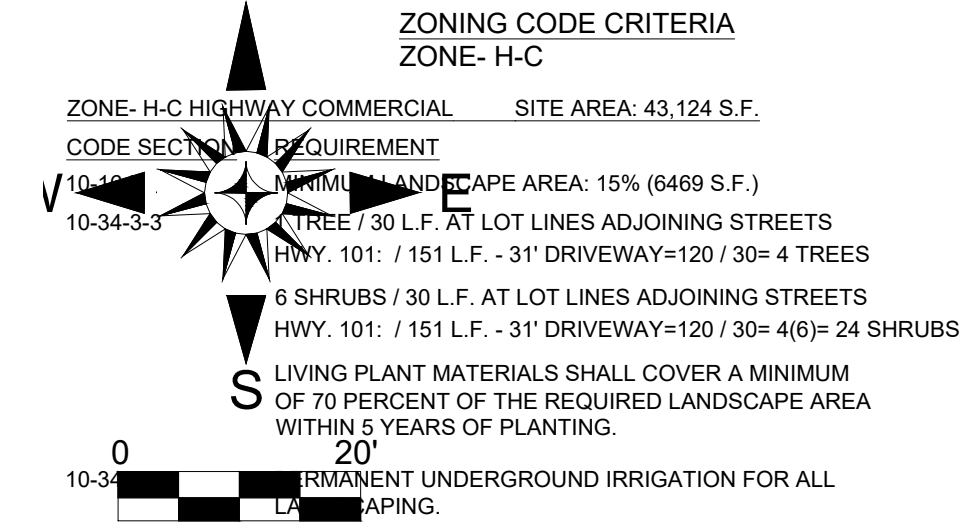 ZONING CODE CRITERIA
ZONE- H-C
ZONE- H-C HIGHWAY COMMERCIAL SITE AREA: 43,124 S.F.
CODE SECTION REQUIREMENT
MINIMUM LANDSCAPE AREA: 15% (6469 S.F.)
W E
10-34-3-3 TREE / 30 L.F. AT LOT LINES ADJOINING STREETS
HWY. 101: / 151 L.F. - 31' DRIVEWAY=120 / 30= 4 TREES
6 SHRUBS / 30 L.F. AT LOT LINES ADJOINING STREETS
HWY. 101: / 151 L.F. - 31' DRIVEWAY=120 / 30= 4(6)= 24 SHRUBS
S
LIVING PLANT MATERIALS SHALL COVER A MINIMUM
OF 70 PERCENT OF THE REQUIRED LANDSCAPE AREA
WITHIN 5 YEARS OF PLANTING.
0 20'
PERMANENT UNDERGROUND IRRIGATION FOR ALL
LANDSCAPING.